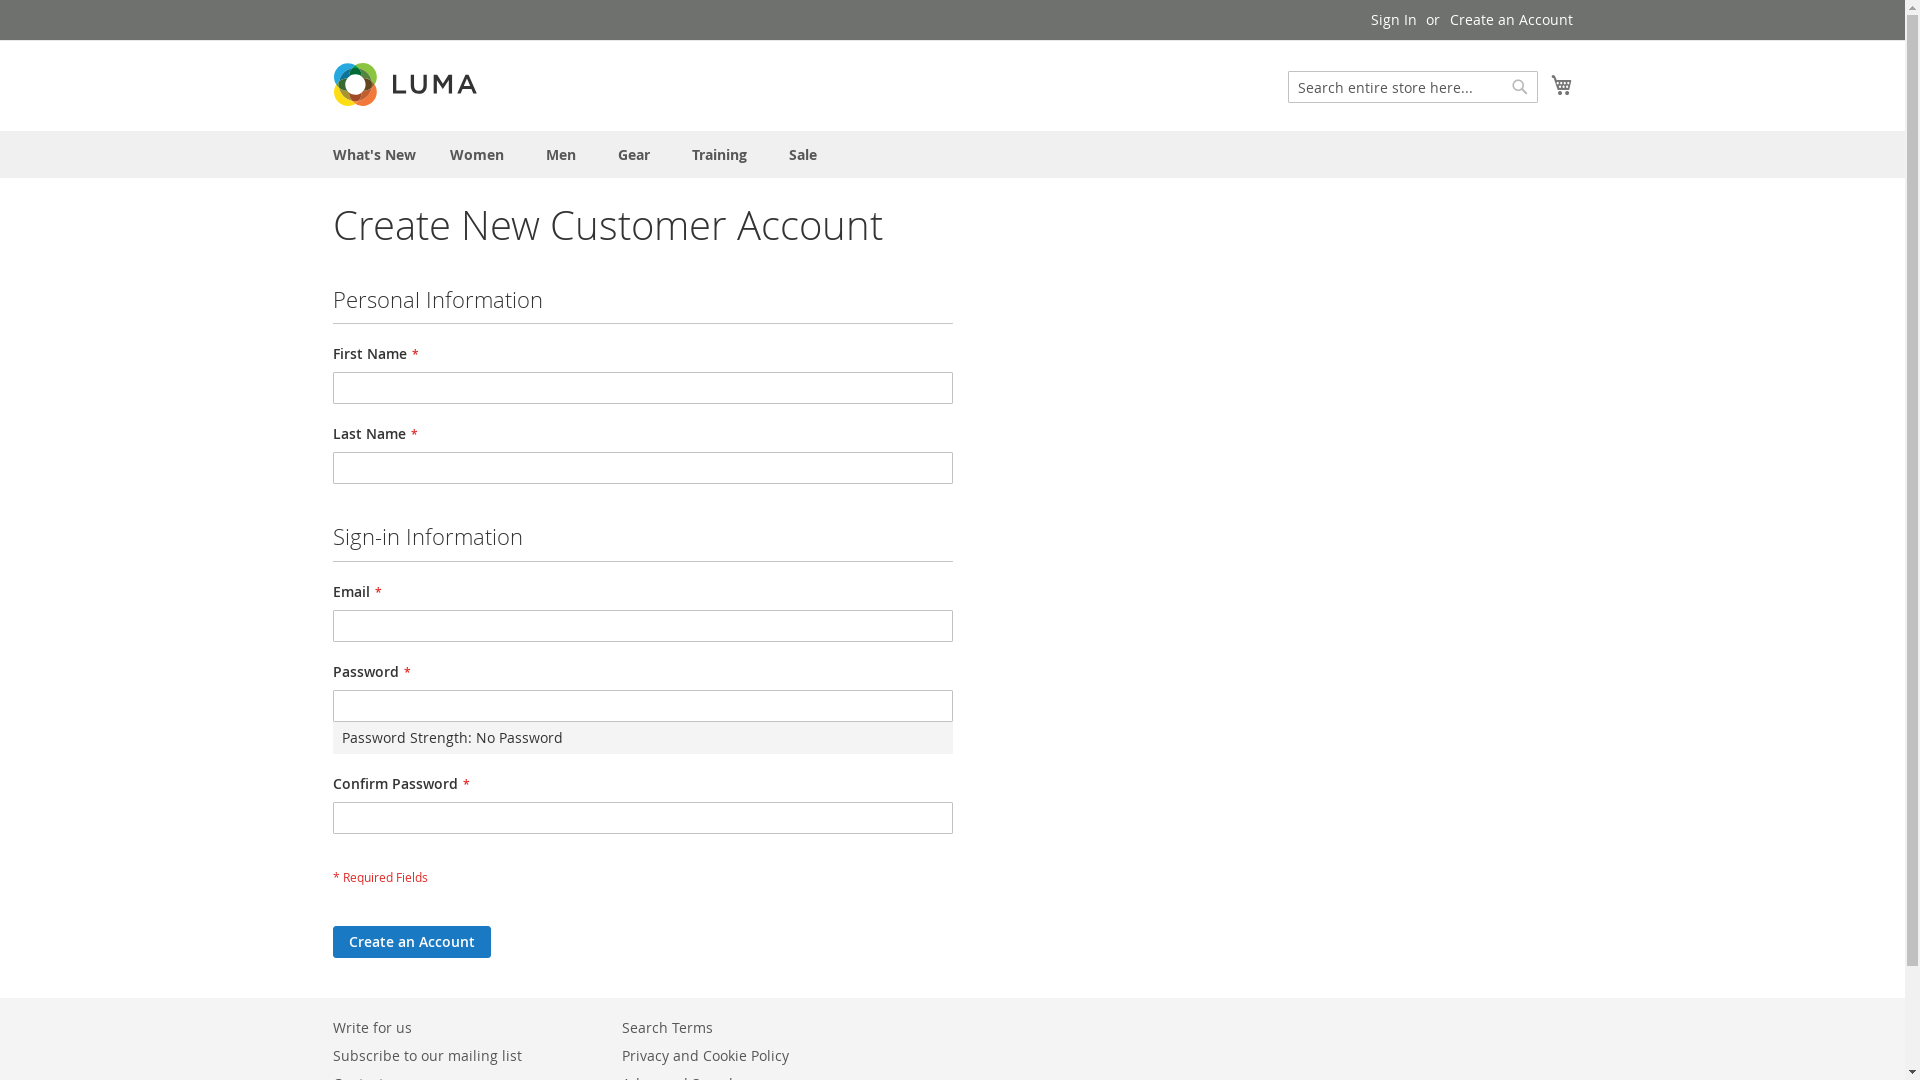 Sign In or Create an Account
LUMA
Search entire store here...
What's New Women Men Gear Training Sale
Create New Customer Account
Personal Information
First Name *
Last Name *
Sign-in Information
Email *
Password *
Password Strength: No Password
Confirm Password *
* Required Fields
Create an Account
Write for us
Search Terms
Subscribe to our mailing list
Privacy and Cookie Policy